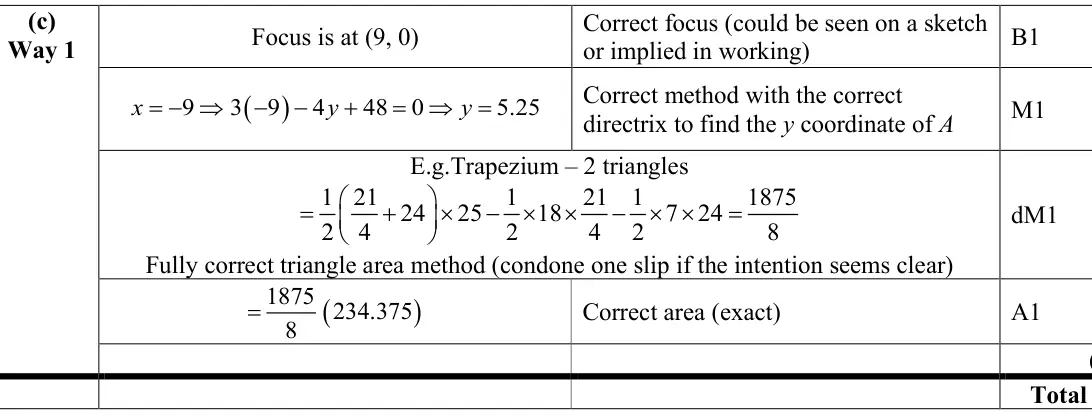 (c)
Way 1
Focus is at (9, 0)
Correct focus (could be seen on a sketch
or implied in working)
B1
x = −9 ⇒ 3(−9) − 4y + 48 = 0 ⇒ y = 5.25
Correct method with the correct
directrix to find the y coordinate of A
M1
E.g.Trapezium – 2 triangles
= 1/2 (21/4 + 24) × 25 − 1/2 × 18 × 21/4 − 1/2 × 7 × 24 = 1875/8
dM1
Fully correct triangle area method (condone one slip if the intention seems clear)
= 1875/8 (234.375)
Correct area (exact)
A1
(
Total